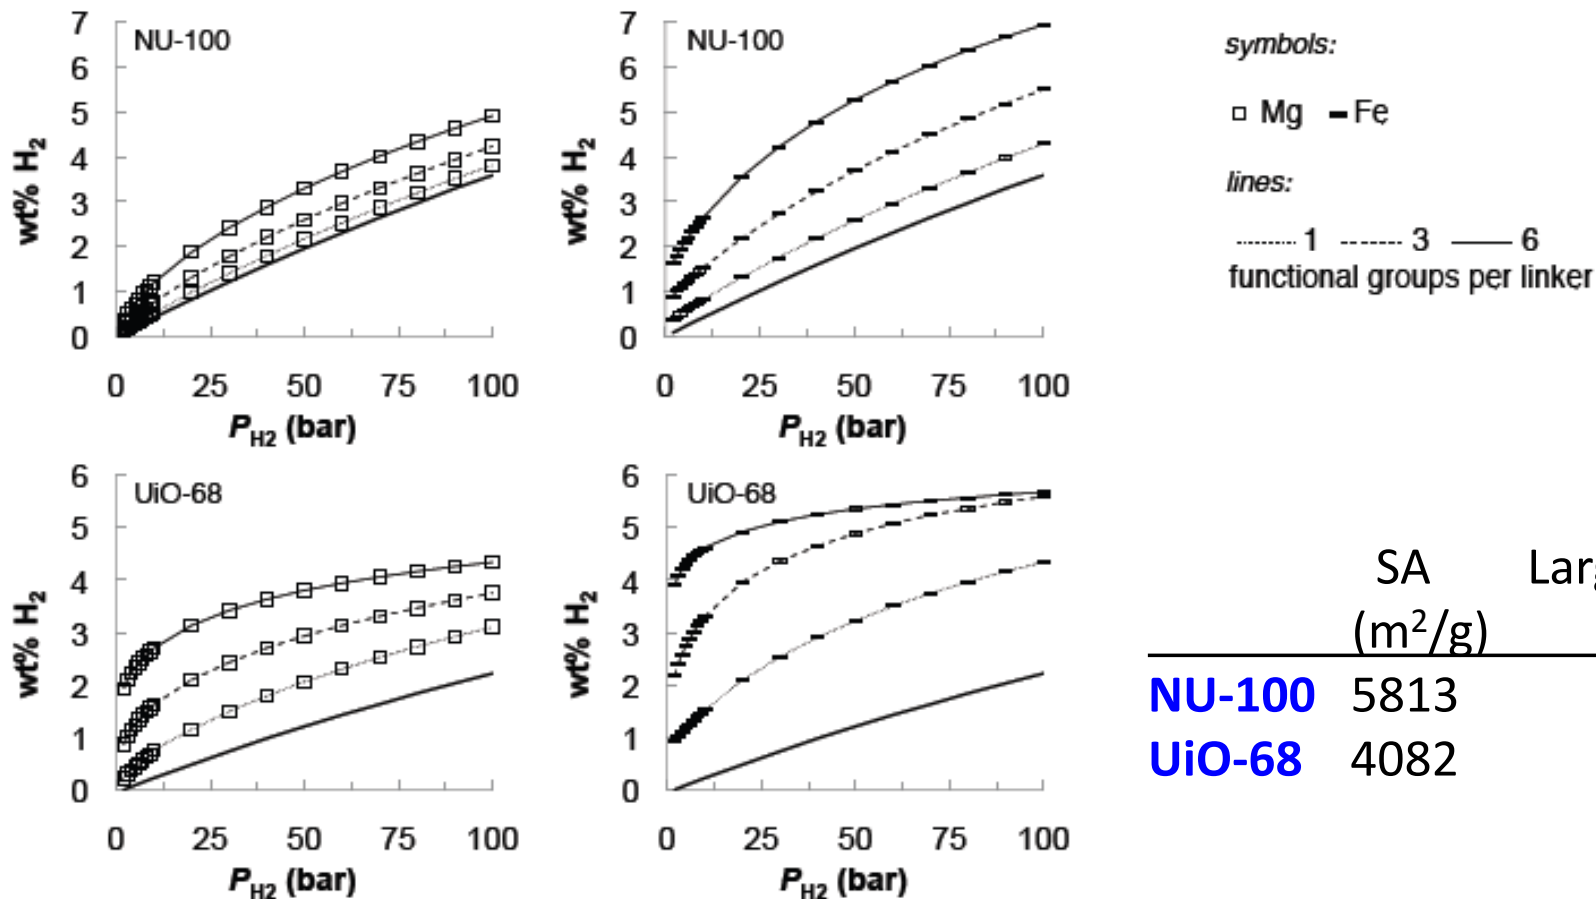 7
6
5
4
3
2
1
0
NU-100
wt% H2
0 25 50 75 100
PH2 (bar)
7
6
5
4
3
2
1
0
NU-100
wt% H2
0 25 50 75 100
PH2 (bar)
symbols:
Mg Fe
lines:
1 3 6
functional groups per linker
6
5
4
3
2
1
0
UiO-68
wt% H2
0 25 50 75 100
PH2 (bar)
6
5
4
3
2
1
0
UiO-68
wt% H2
0 25 50 75 100
PH2 (bar)
SA Larg
(m²/g)
NU-100 5813
UiO-68 4082